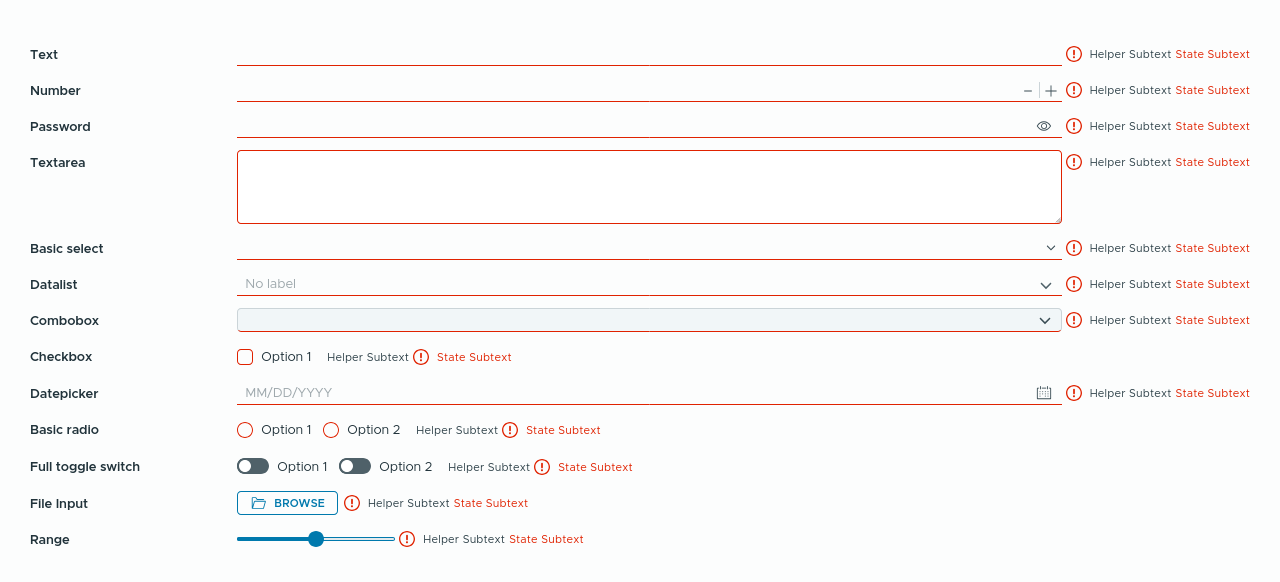 Text Helper Subtext State Subtext
Number Helper Subtext State Subtext
Password Helper Subtext State Subtext
Textarea Helper Subtext State Subtext
Basic select Helper Subtext State Subtext
Datalist No label Helper Subtext State Subtext
Combobox Helper Subtext State Subtext
Checkbox Option 1 Helper Subtext State Subtext
Datepicker MM/DD/YYYY Helper Subtext State Subtext
Basic radio Option 1 Option 2 Helper Subtext State Subtext
Full toggle switch Option 1 Option 2 Helper Subtext State Subtext
File Input BROWSE Helper Subtext State Subtext
Range Helper Subtext State Subtext